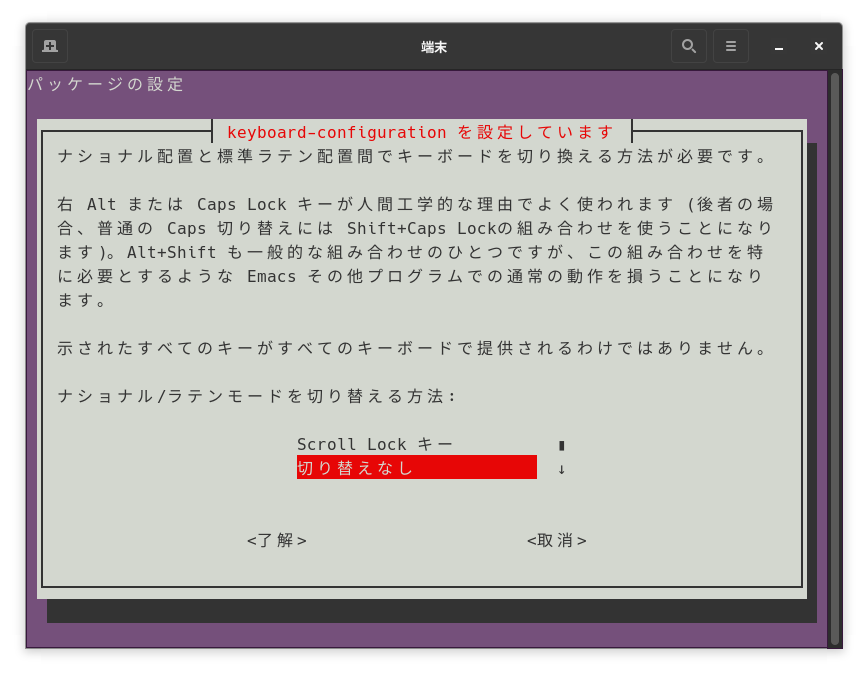 端末
パッケージの設定
keyboard-configuration を設定しています
ナショナル配置と標準ラテン配置間でキーボードを切り換える方法が必要です。
右 Alt または Caps Lock キーが人間工学的な理由でよく使われます (後者の場
合、普通の Caps 切り替えには Shift+Caps Lockの組み合わせを使うことになり
ます)。Alt+Shift も一般的な組み合わせのひとつですが、この組み合わせを特
に必要とするような Emacs その他プログラムでの通常の動作を損うことになり
ます。
示されたすべてのキーがすべてのキーボードで提供されるわけではありません。
ナショナル/ラテンモードを切り替える方法:
Scroll Lock キー
切り替えなし ↓
<了解> <取消>